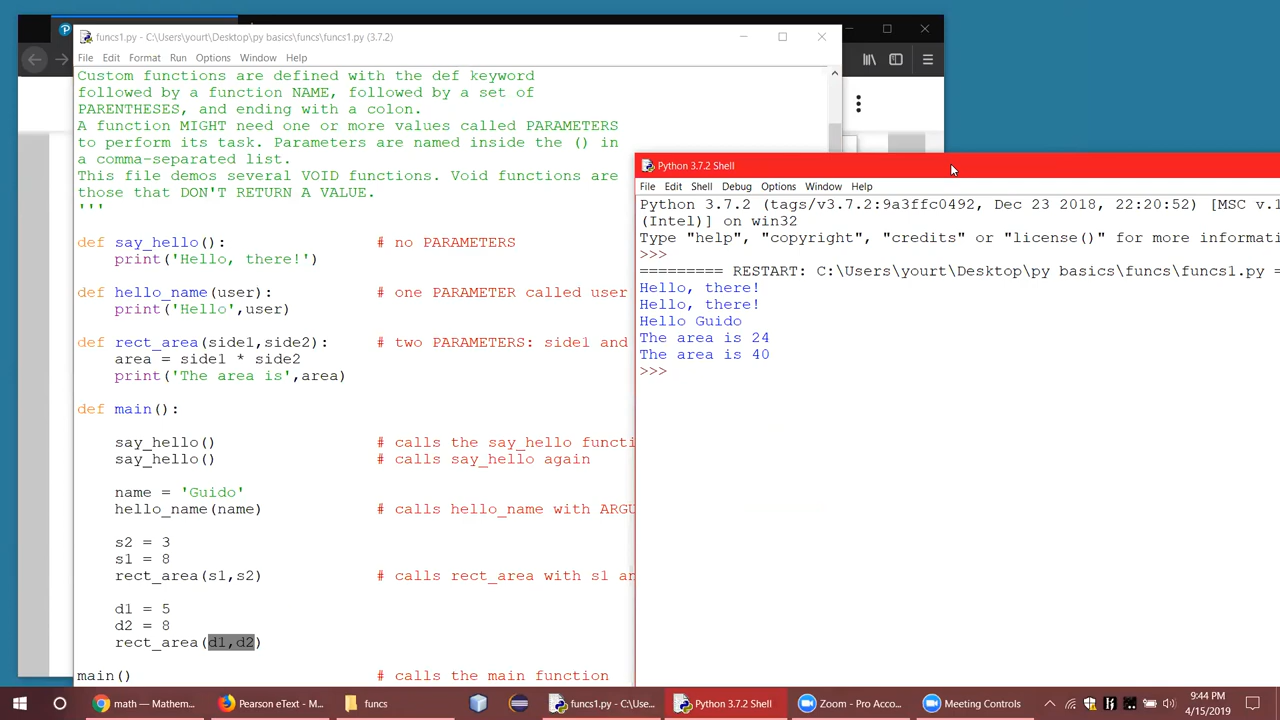 funcs1.py - C:\Users\yourt\Desktop\py basics\funcs\funcs1.py (3.7.2)
File Edit Format Run Options Window Help
Custom functions are defined with the def keyword
followed by a function NAME, followed by a set of
PARENTHESES, and ending with a colon.
A function MIGHT need one or more values called PARAMETERS
to perform its task. Parameters are named inside the () in
a comma-separated list.
This file demos several VOID functions. Void functions are
those that DON'T RETURN A VALUE.
'''
def say_hello(): # no PARAMETERS
print('Hello, there!')
def hello_name(user): # one PARAMETER called user
print('Hello',user)
def rect_area(side1,side2): # two PARAMETERS: side1 and
area = side1 * side2
print('The area is',area)
def main():
say_hello() # calls the say_hello functi
say_hello() # calls say_hello again
name = 'Guido'
hello_name(name) # calls hello_name with ARGU
s2 = 3
s1 = 8
rect_area(s1,s2) # calls rect_area with s1 an
d1 = 5
d2 = 8
rect_area(d1,d2)
main() # calls the main function
Python 3.7.2 Shell
File Edit Shell Debug Options Window Help
Python 3.7.2 (tags/v3.7.2:9a3ffc0492, Dec 23 2018, 22:20:52) [MSC v.1
(Intel)] on win32
Type "help", "copyright", "credits" or "license()" for more informati
>>>
========= RESTART: C:\Users\yourt\Desktop\py basics\funcs\funcs1.py =
Hello, there!
Hello, there!
Hello Guido
The area is 24
The area is 40
>>>
math — Mathem... Pearson eText - M... funcs funcs1.py - C:\Use... Python 3.7.2 Shell Zoom - Pro Acco... Meeting Controls
9:44 PM
4/15/2019